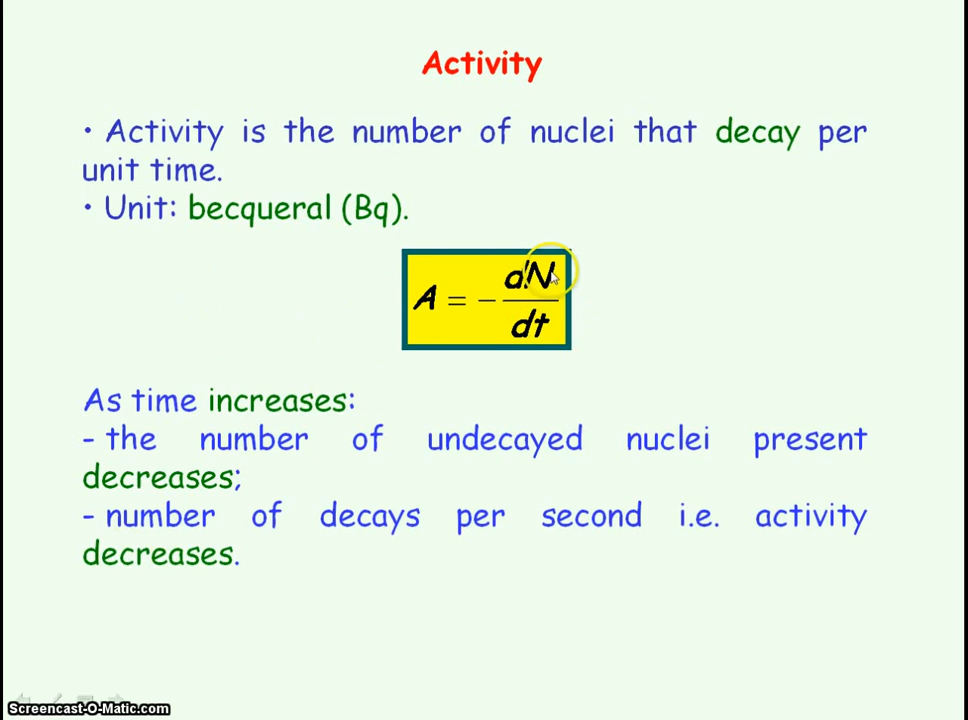 Activity
• Activity is the number of nuclei that decay per
unit time.
• Unit: becqueral (Bq).
A = - dN/dt
As time increases:
- the number of undecayed nuclei present
decreases;
- number of decays per second i.e. activity
decreases.
Screencast-O-Matic.com